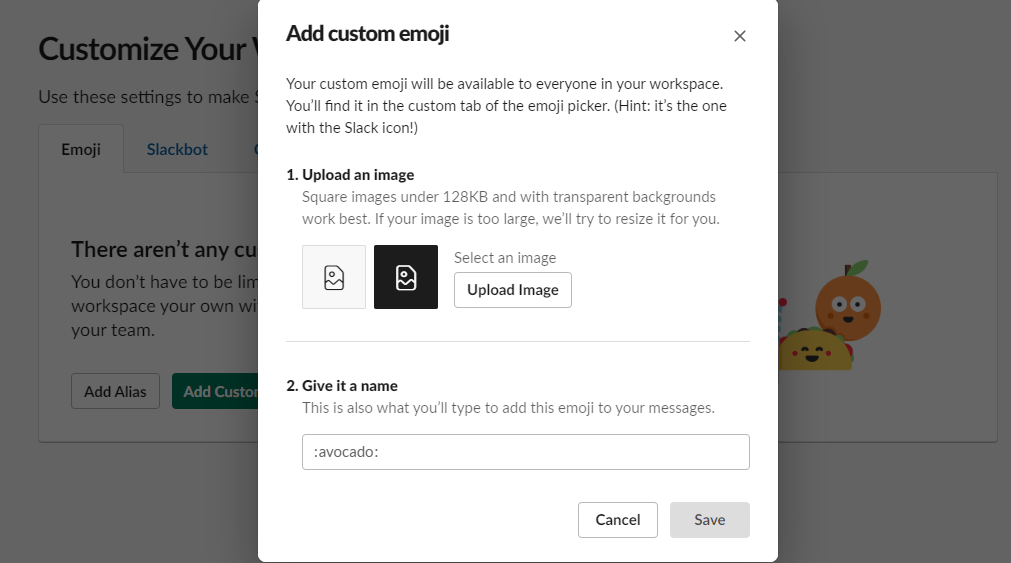 Add custom emoji
Customize Your
Your custom emoji will be available to everyone in your workspace.
You’ll find it in the custom tab of the emoji picker. (Hint: it’s the one
with the Slack icon!)
Use these settings to make
Emoji
Slackbot
1. Upload an image
Square images under 128KB and with transparent backgrounds
work best. If your image is too large, we’ll try to resize it for you.
There aren’t any cu
You don’t have to be lim
workspace your own wi
your team.
Select an image
Upload Image
Add Alias
Add Custo
2. Give it a name
This is also what you’ll type to add this emoji to your messages.
:avocado:
Cancel
Save